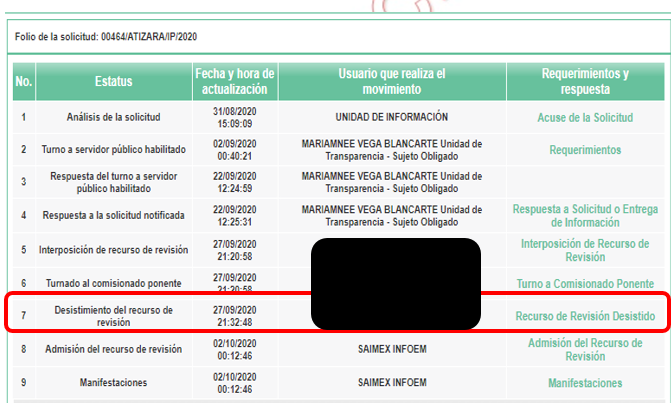 Folio de la solicitud: 00464/ATIZARA/IP/2020
No. Estatus Fecha y hora de actualización Usuario que realiza el movimiento Requerimientos y respuesta
1 Análisis de la solicitud 31/08/2020 15:09:09 UNIDAD DE INFORMACIÓN Acuse de la Solicitud
2 Turno a servidor público habilitado 02/09/2020 00:40:21 MARIAMNEE VEGA BLANCARTE Unidad de Transparencia - Sujeto Obligado Requerimientos
3 Respuesta del turno a servidor público habilitado 22/09/2020 12:24:59 MARIAMNEE VEGA BLANCARTE Unidad de Transparencia - Sujeto Obligado
4 Respuesta a la solicitud notificada 22/09/2020 12:25:31 MARIAMNEE VEGA BLANCARTE Unidad de Transparencia - Sujeto Obligado Respuesta a Solicitud o Entrega de Información
5 Interposición de recurso de revisión 27/09/2020 21:20:58 Interposición de Recurso de Revisión
6 Turnado al comisionado ponente 27/09/2020 21:20:58 Turno a Comisionado Ponente
7 Desistimiento del recurso de revisión 27/09/2020 21:32:48 Recurso de Revisión Desistido
8 Admisión del recurso de revisión 02/10/2020 00:12:46 SAIMEX INFOEM Admisión del Recurso de Revisión
9 Manifestaciones 02/10/2020 00:12:46 SAIMEX INFOEM Manifestaciones